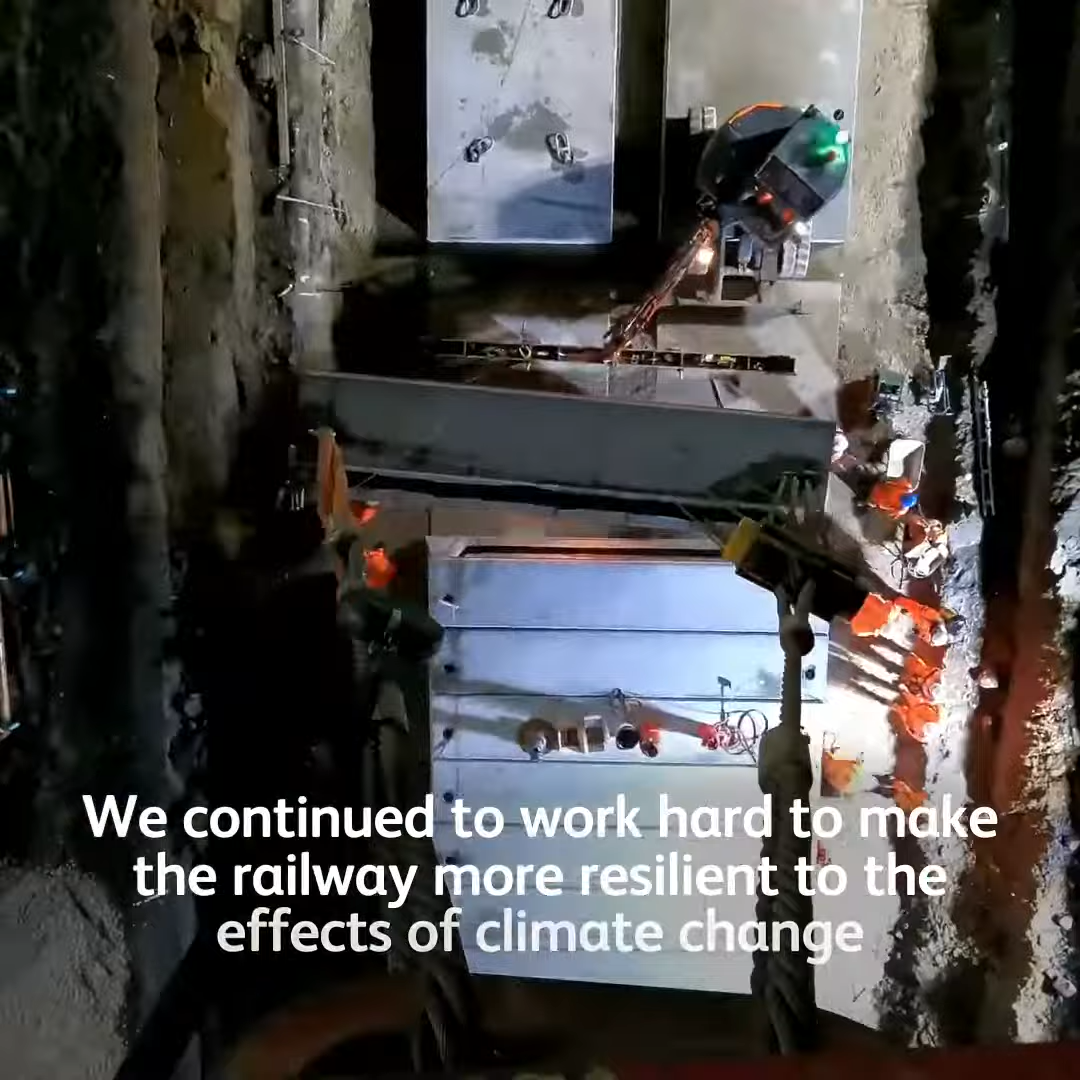 We continued to work hard to make
the railway more resilient to the
effects of climate change